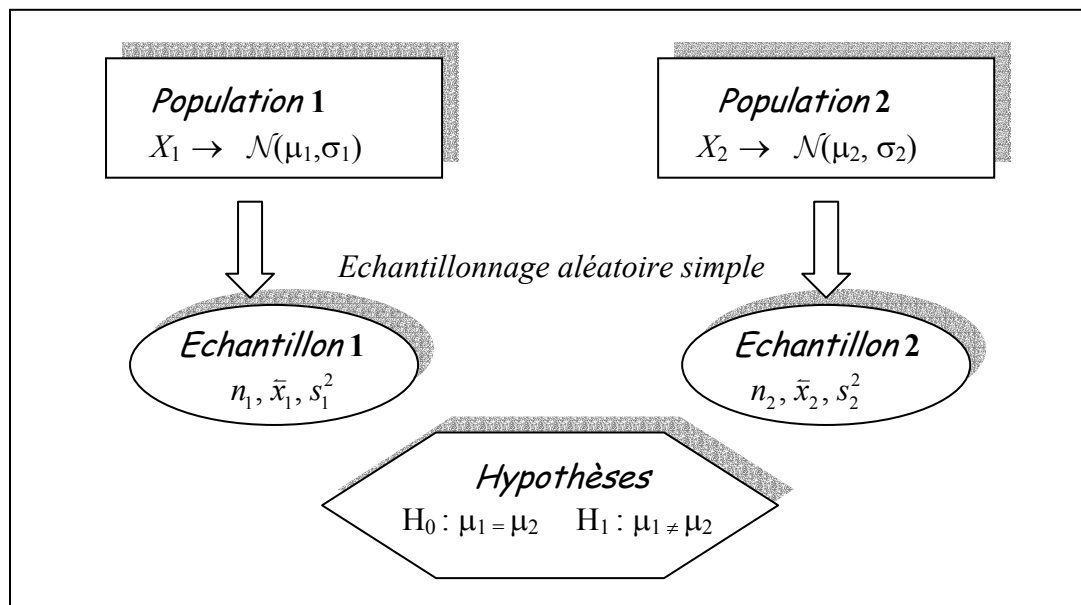 Population 1
X₁ → 𝒩(μ₁,σ₁)
Population 2
X₂ → 𝒩(μ₂, σ₂)
Echantillonnage aléatoire simple
Echantillon 1
n₁, x̄₁, s₁²
Echantillon 2
n₂, x̄₂, s₂²
Hypothèses
H₀ : μ₁ = μ₂ H₁ : μ₁ ≠ μ₂